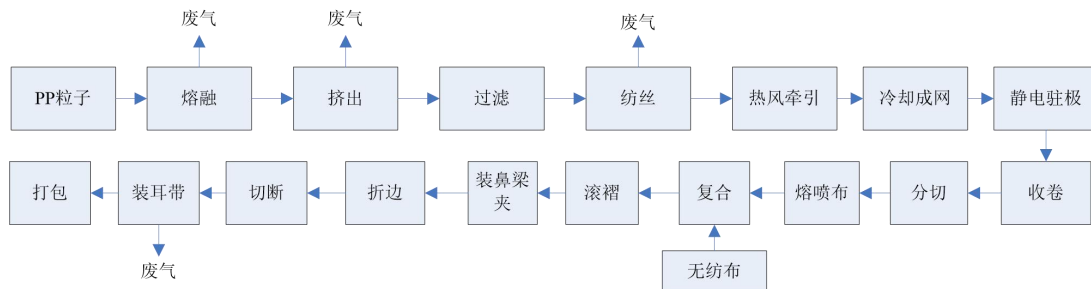 废气
废气
废气
PP粒子
熔融
挤出
过滤
纺丝
热风牵引
冷却成网
静电驻极
打包
装耳带
切断
折边
装鼻梁
夹
滚褶
复合
熔喷布
分切
收卷
废气
无纺布